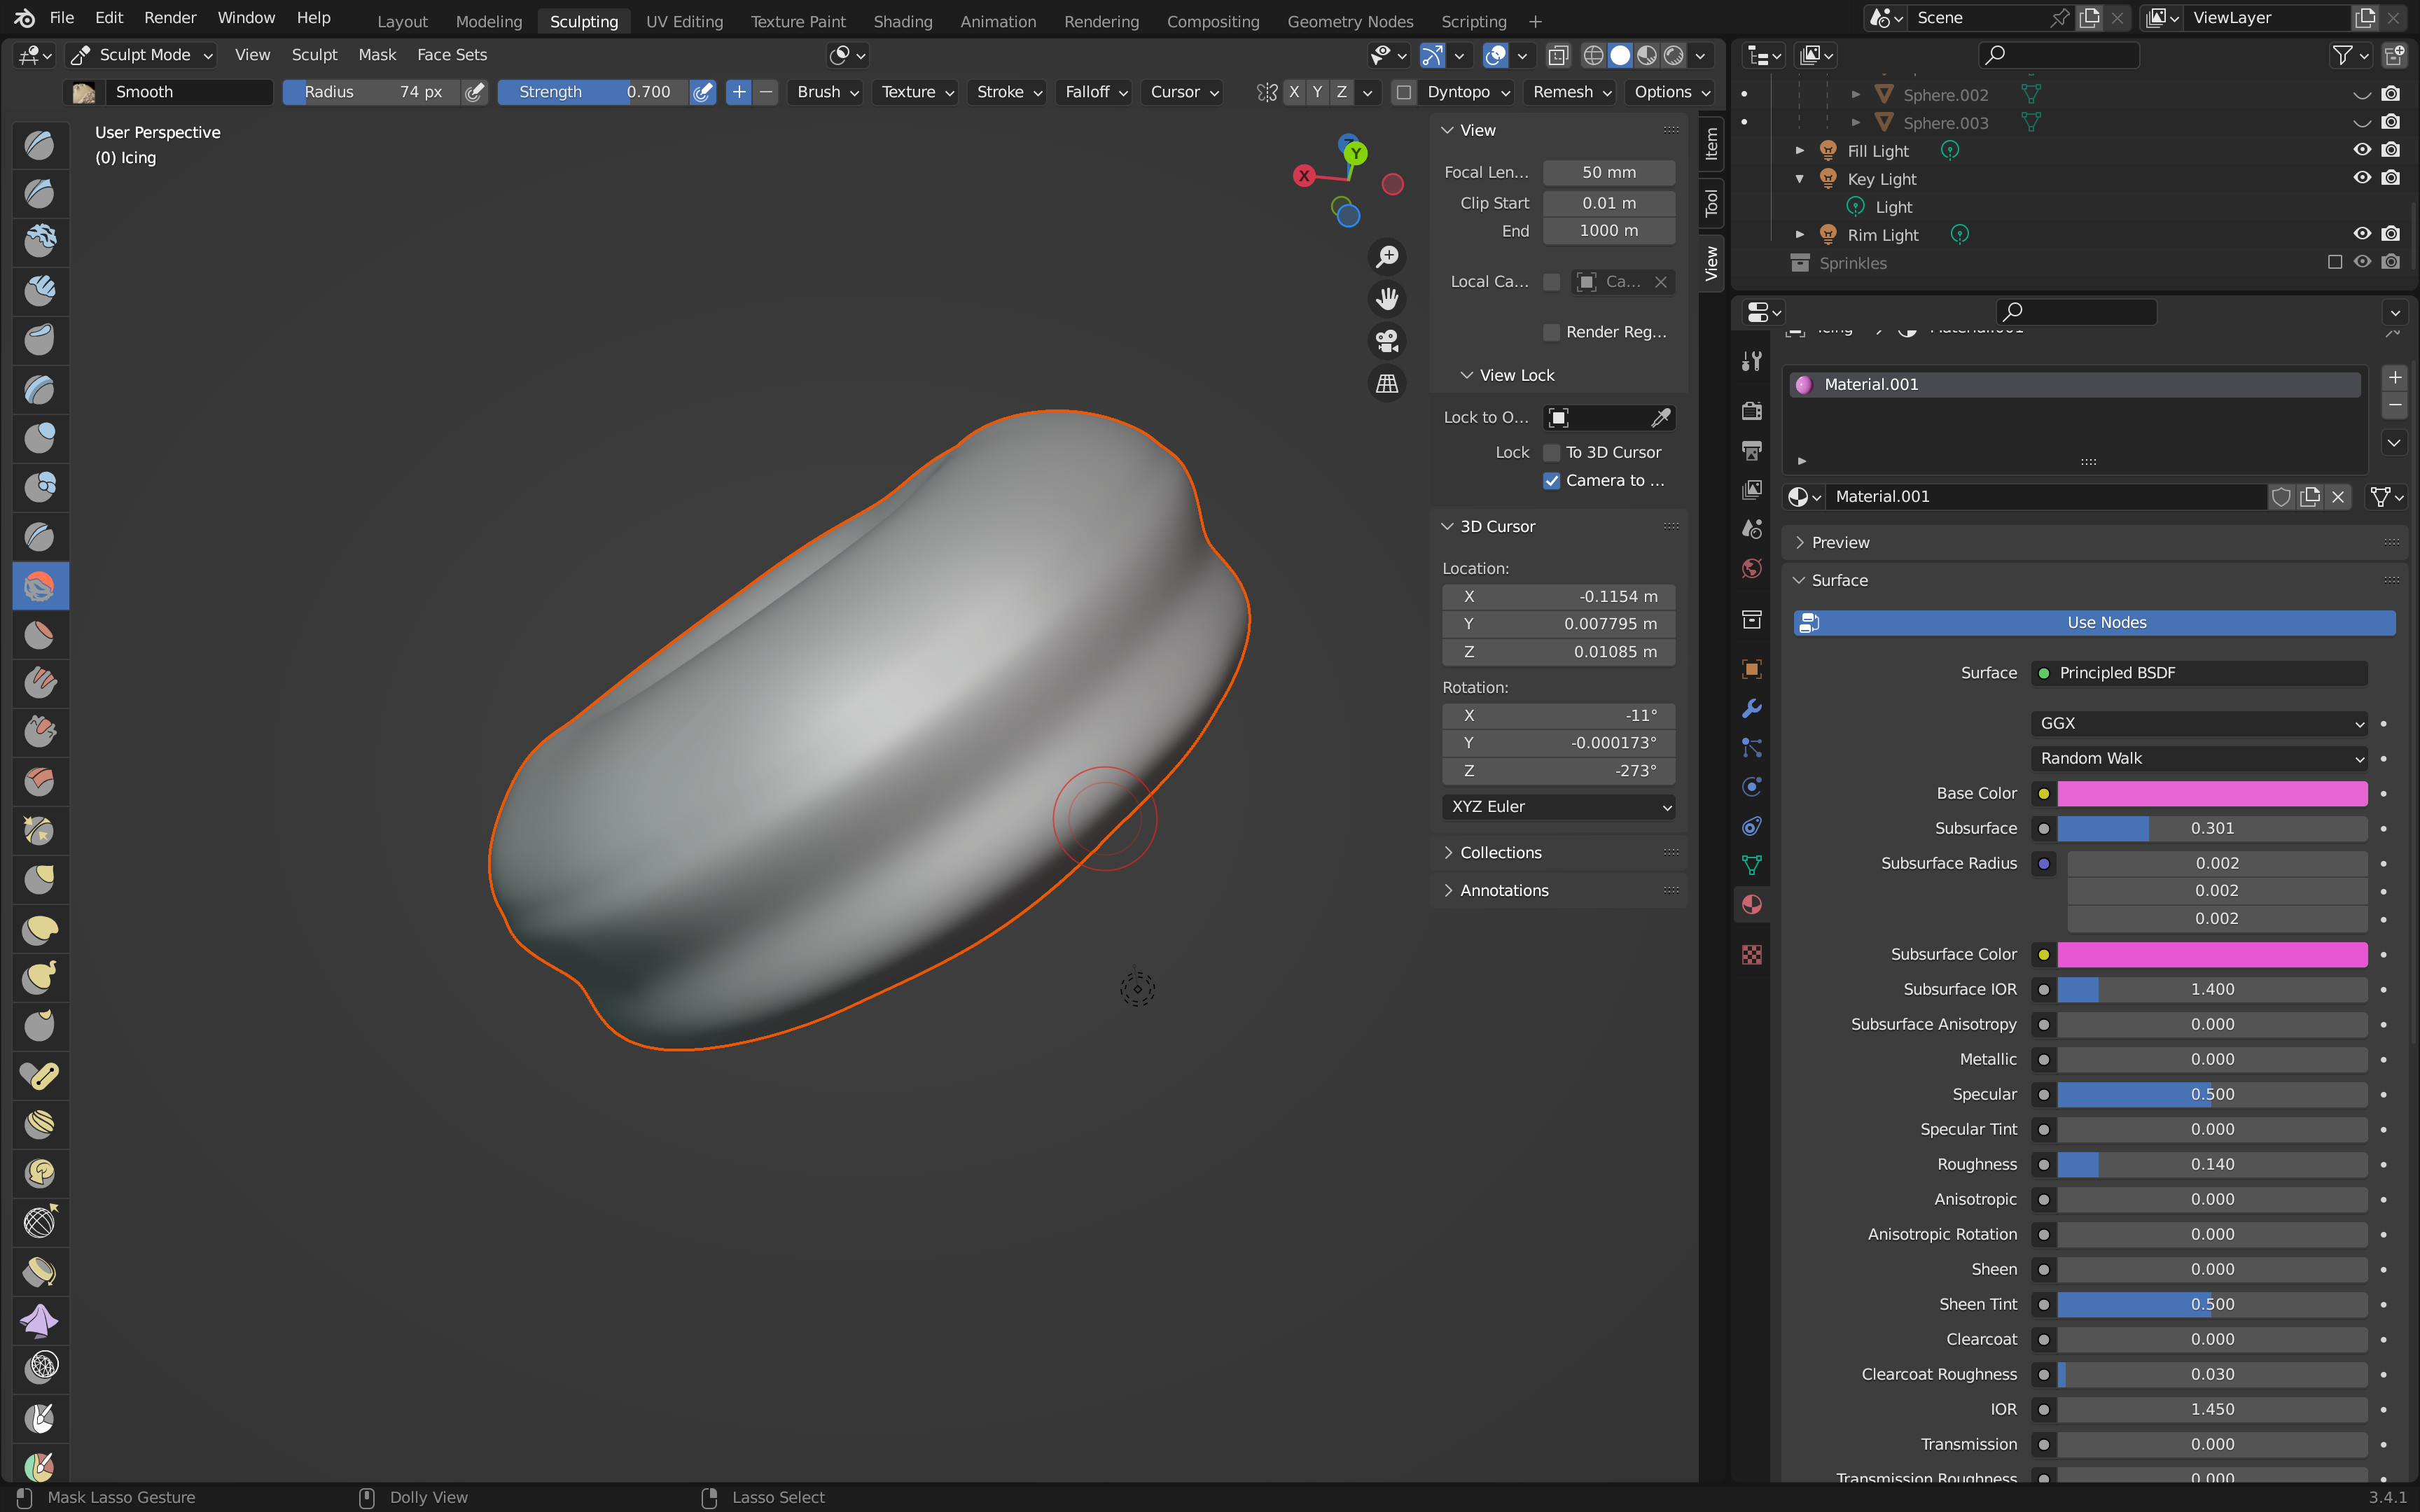 File Edit Render Window Help
Layout Modeling Sculpting UV Editing Texture Paint Shading Animation Rendering Compositing Geometry Nodes Scripting +
Scene
ViewLayer
Sculpt Mode View Sculpt Mask Face Sets
Smooth
Radius 74 px
Strength 0.700
Brush Texture Stroke Falloff Cursor
X Y Z
Dyntopo Remesh Options
User Perspective
(0) Icing
X
Y
View
Focal Len... 50 mm
Clip Start 0.01 m
End 1000 m
Local Ca... Ca...
Render Reg...
View Lock
Lock to O...
Lock To 3D Cursor
Camera to ...
3D Cursor
Location:
X -0.1154 m
Y 0.007795 m
Z 0.01085 m
Rotation:
X -11°
Y -0.000173°
Z -273°
XYZ Euler
Collections
Annotations
Item
Tool
View
Sphere.002
Sphere.003
Fill Light
Key Light
Light
Rim Light
Sprinkles
Material.001
Material.001
Preview
Surface
Use Nodes
Surface Principled BSDF
GGX
Random Walk
Base Color
Subsurface 0.301
Subsurface Radius 0.002
0.002
0.002
Subsurface Color
Subsurface IOR 1.400
Subsurface Anisotropy 0.000
Metallic 0.000
Specular 0.500
Specular Tint 0.000
Roughness 0.140
Anisotropic 0.000
Anisotropic Rotation 0.000
Sheen 0.000
Sheen Tint 0.500
Clearcoat 0.000
Clearcoat Roughness 0.030
IOR 1.450
Transmission 0.000
Transmission Roughness 0.000
Mask Lasso Gesture
Dolly View
Lasso Select
3.4.1